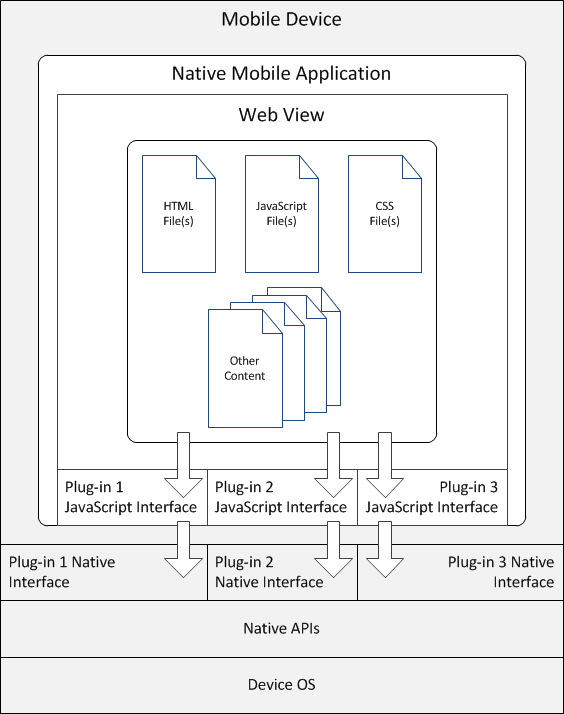 Mobile Device
Native Mobile Application
Web View
HTML
File(s)
JavaScript
File(s)
CSS
File(s)
Other
Content
Plug-in 1
JavaScript Interface
Plug-in 2
JavaScript Interface
Plug-in 3
JavaScript Interface
Plug-in 1 Native
Interface
Plug-in 2
Native Interface
Plug-in 3 Native
Interface
Native APIs
Device OS